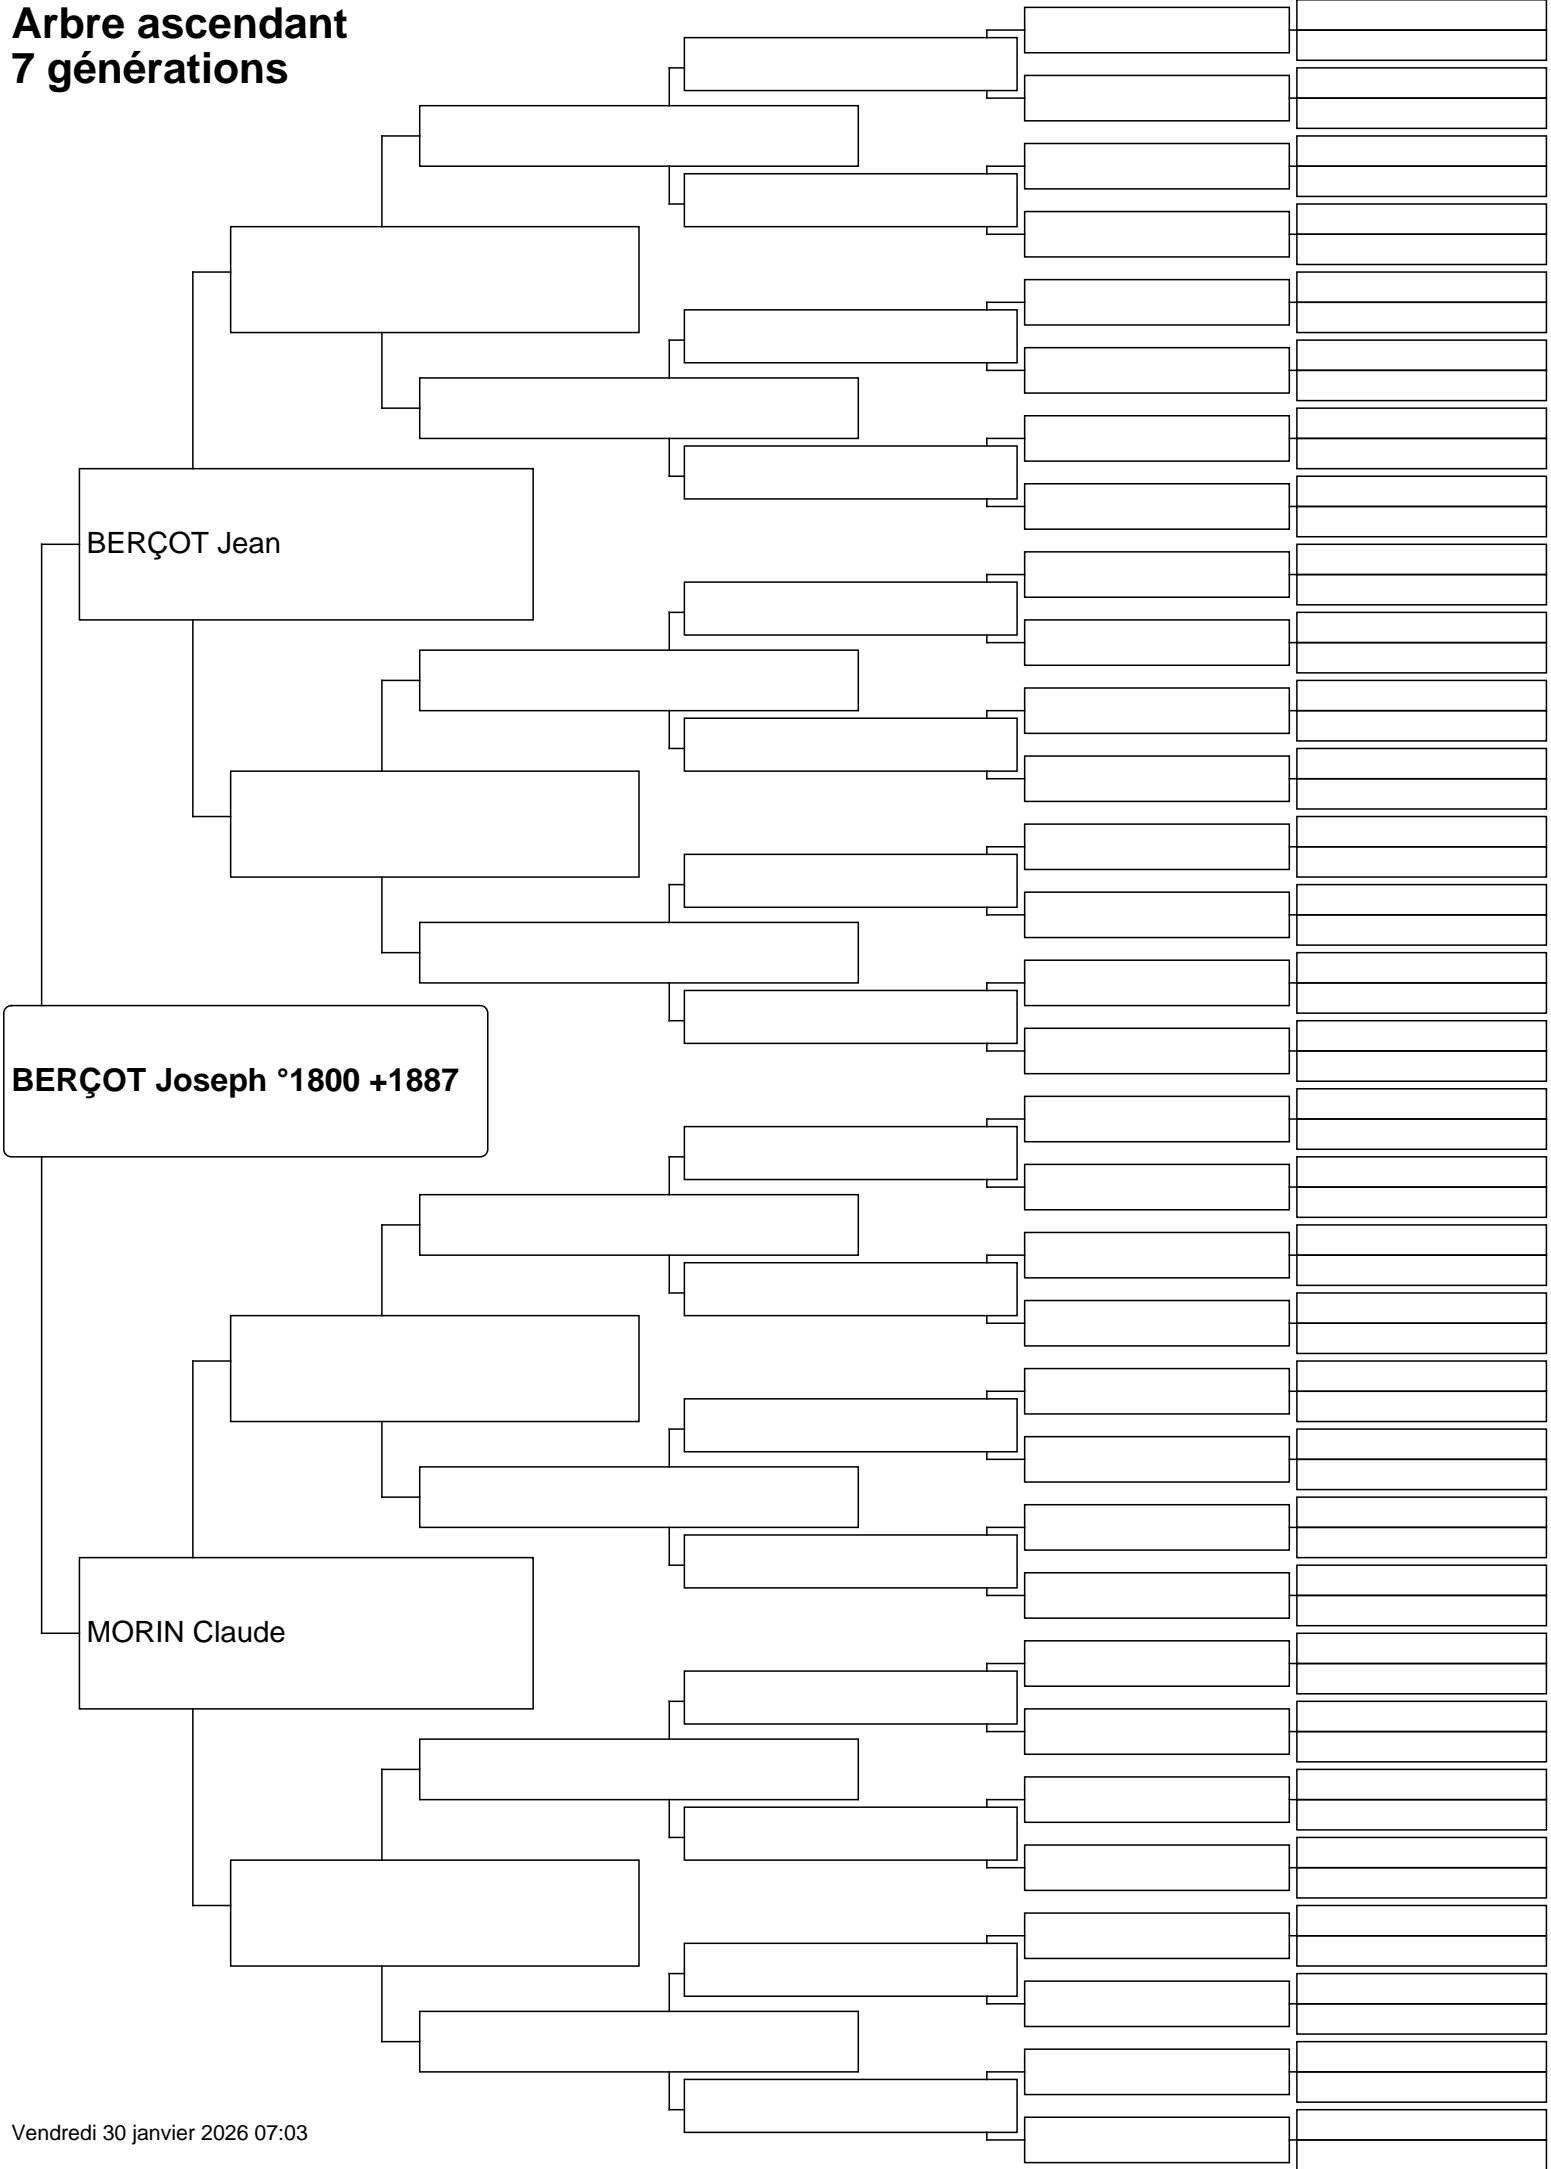 Arbre ascendant
7 générations
BERÇOT Jean
BERÇOT Joseph °1800 +1887
MORIN Claude
Vendredi 30 janvier 2026 07:03